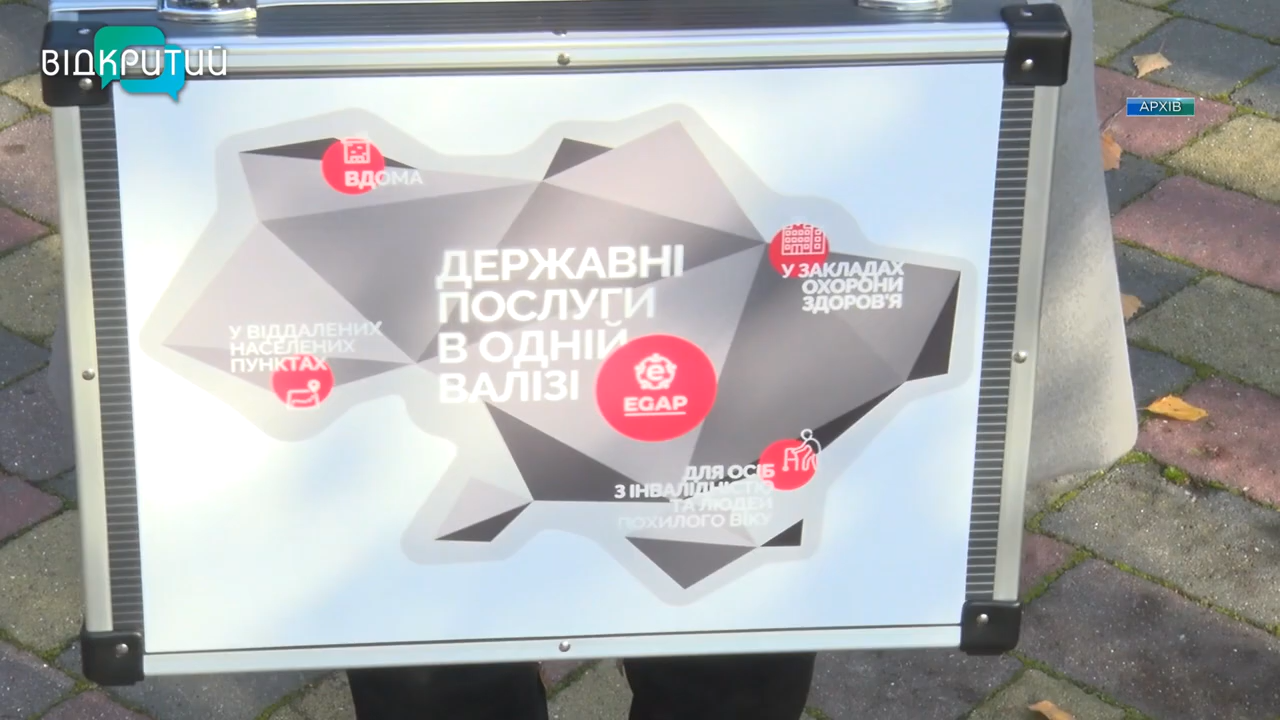 ВІДКРИТИЙ
АРХІВ
ВДОМА
У ЗАКЛАДАХ
ОХОРОНИ
ЗДОРОВ'Я
ДЕРЖАВНІ
ПОСЛУГИ
В ОДНІЙ
ВАЛІЗІ
У ВІДДАЛЕНИХ
НАСЕЛЕНИХ
ПУНКТАХ
e
EGAP
ДЛЯ ОСІБ
З ІНВАЛІДНІСТЮ
ТА ЛЮДЕЙ
ПОХИЛОГО ВІКУ